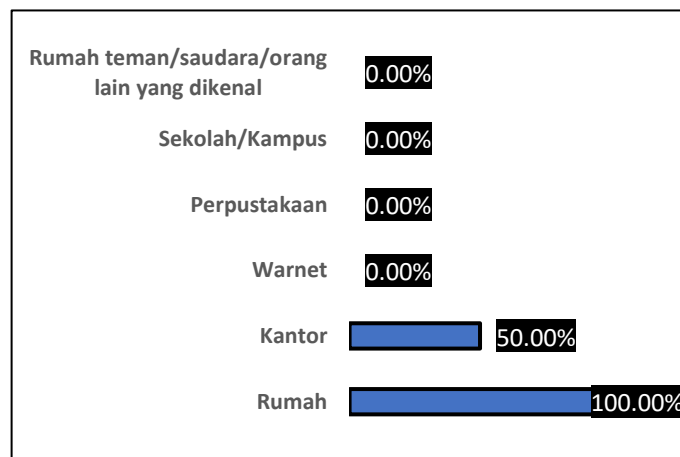 Rumah teman/saudara/orang
lain yang dikenal
0.00%
Sekolah/Kampus
0.00%
Perpustakaan
0.00%
Warnet
0.00%
Kantor
50.00%
Rumah
100.00%